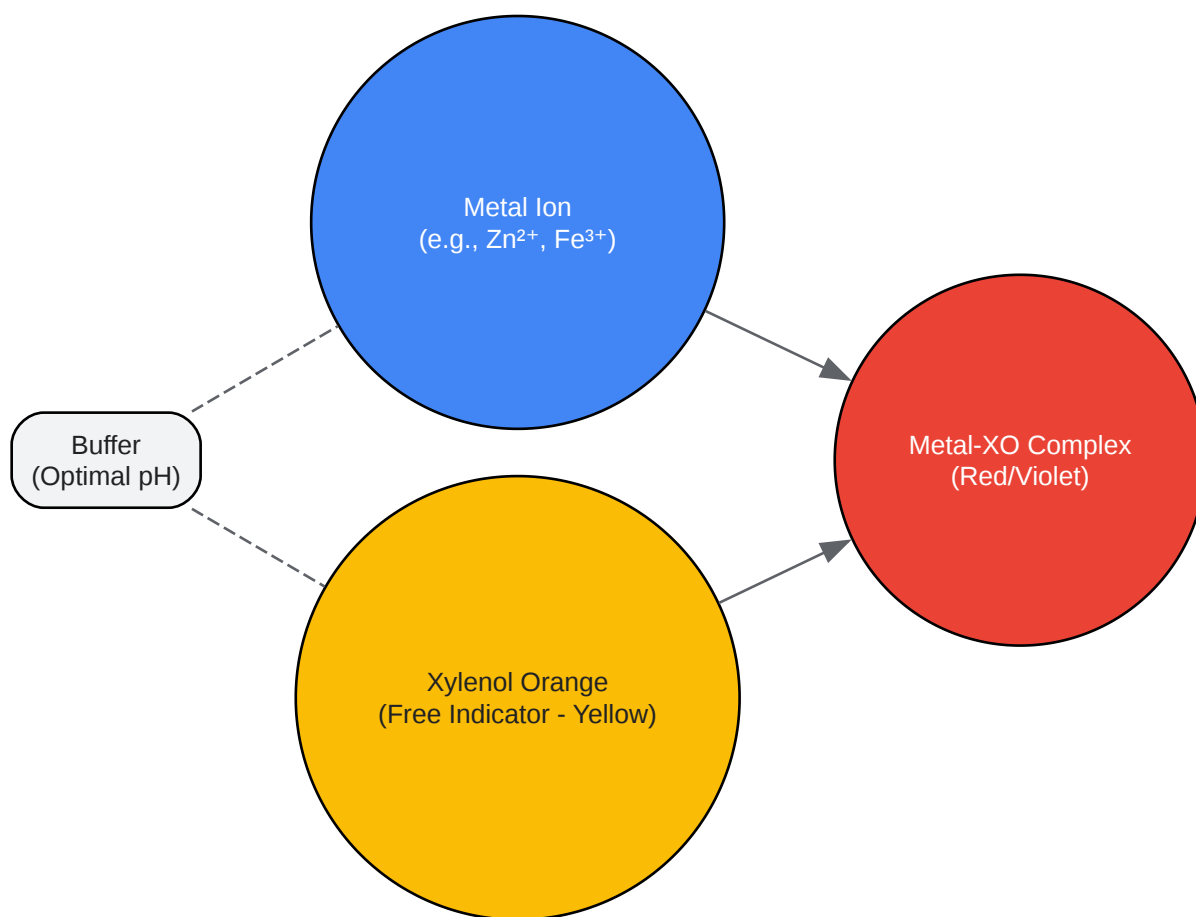 Metal Ion
(e.g., Zn²⁺, Fe³⁺)
Buffer
(Optimal pH)
Metal-XO Complex
(Red/Violet)
Xylenol Orange
(Free Indicator - Yellow)